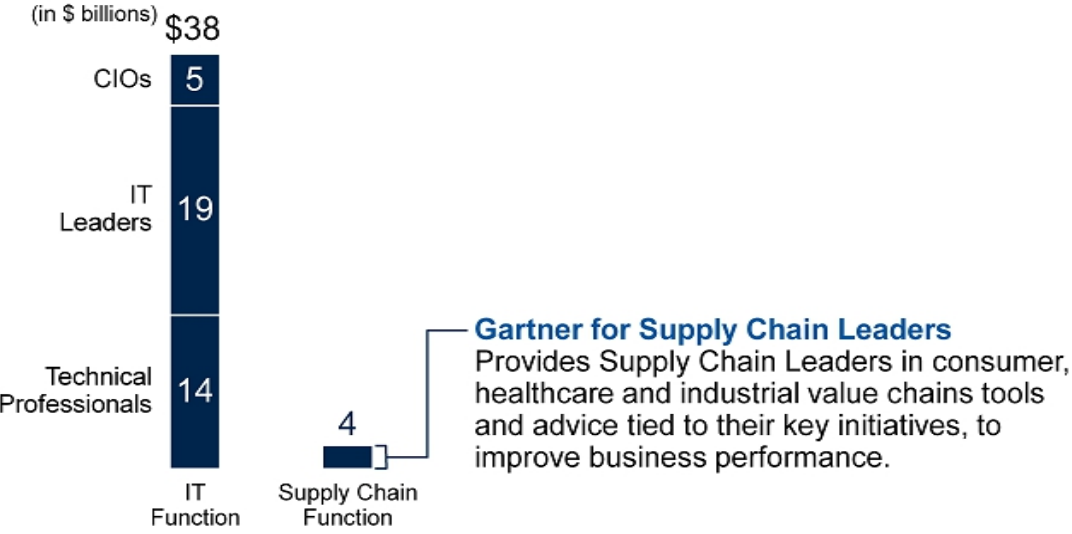 (in $ billions)
$38
CIOs
5
IT
Leaders
19
Technical
Professionals
14
IT
Function
4
Supply Chain
Function
Gartner for Supply Chain Leaders
Provides Supply Chain Leaders in consumer,
healthcare and industrial value chains tools
and advice tied to their key initiatives, to
improve business performance.